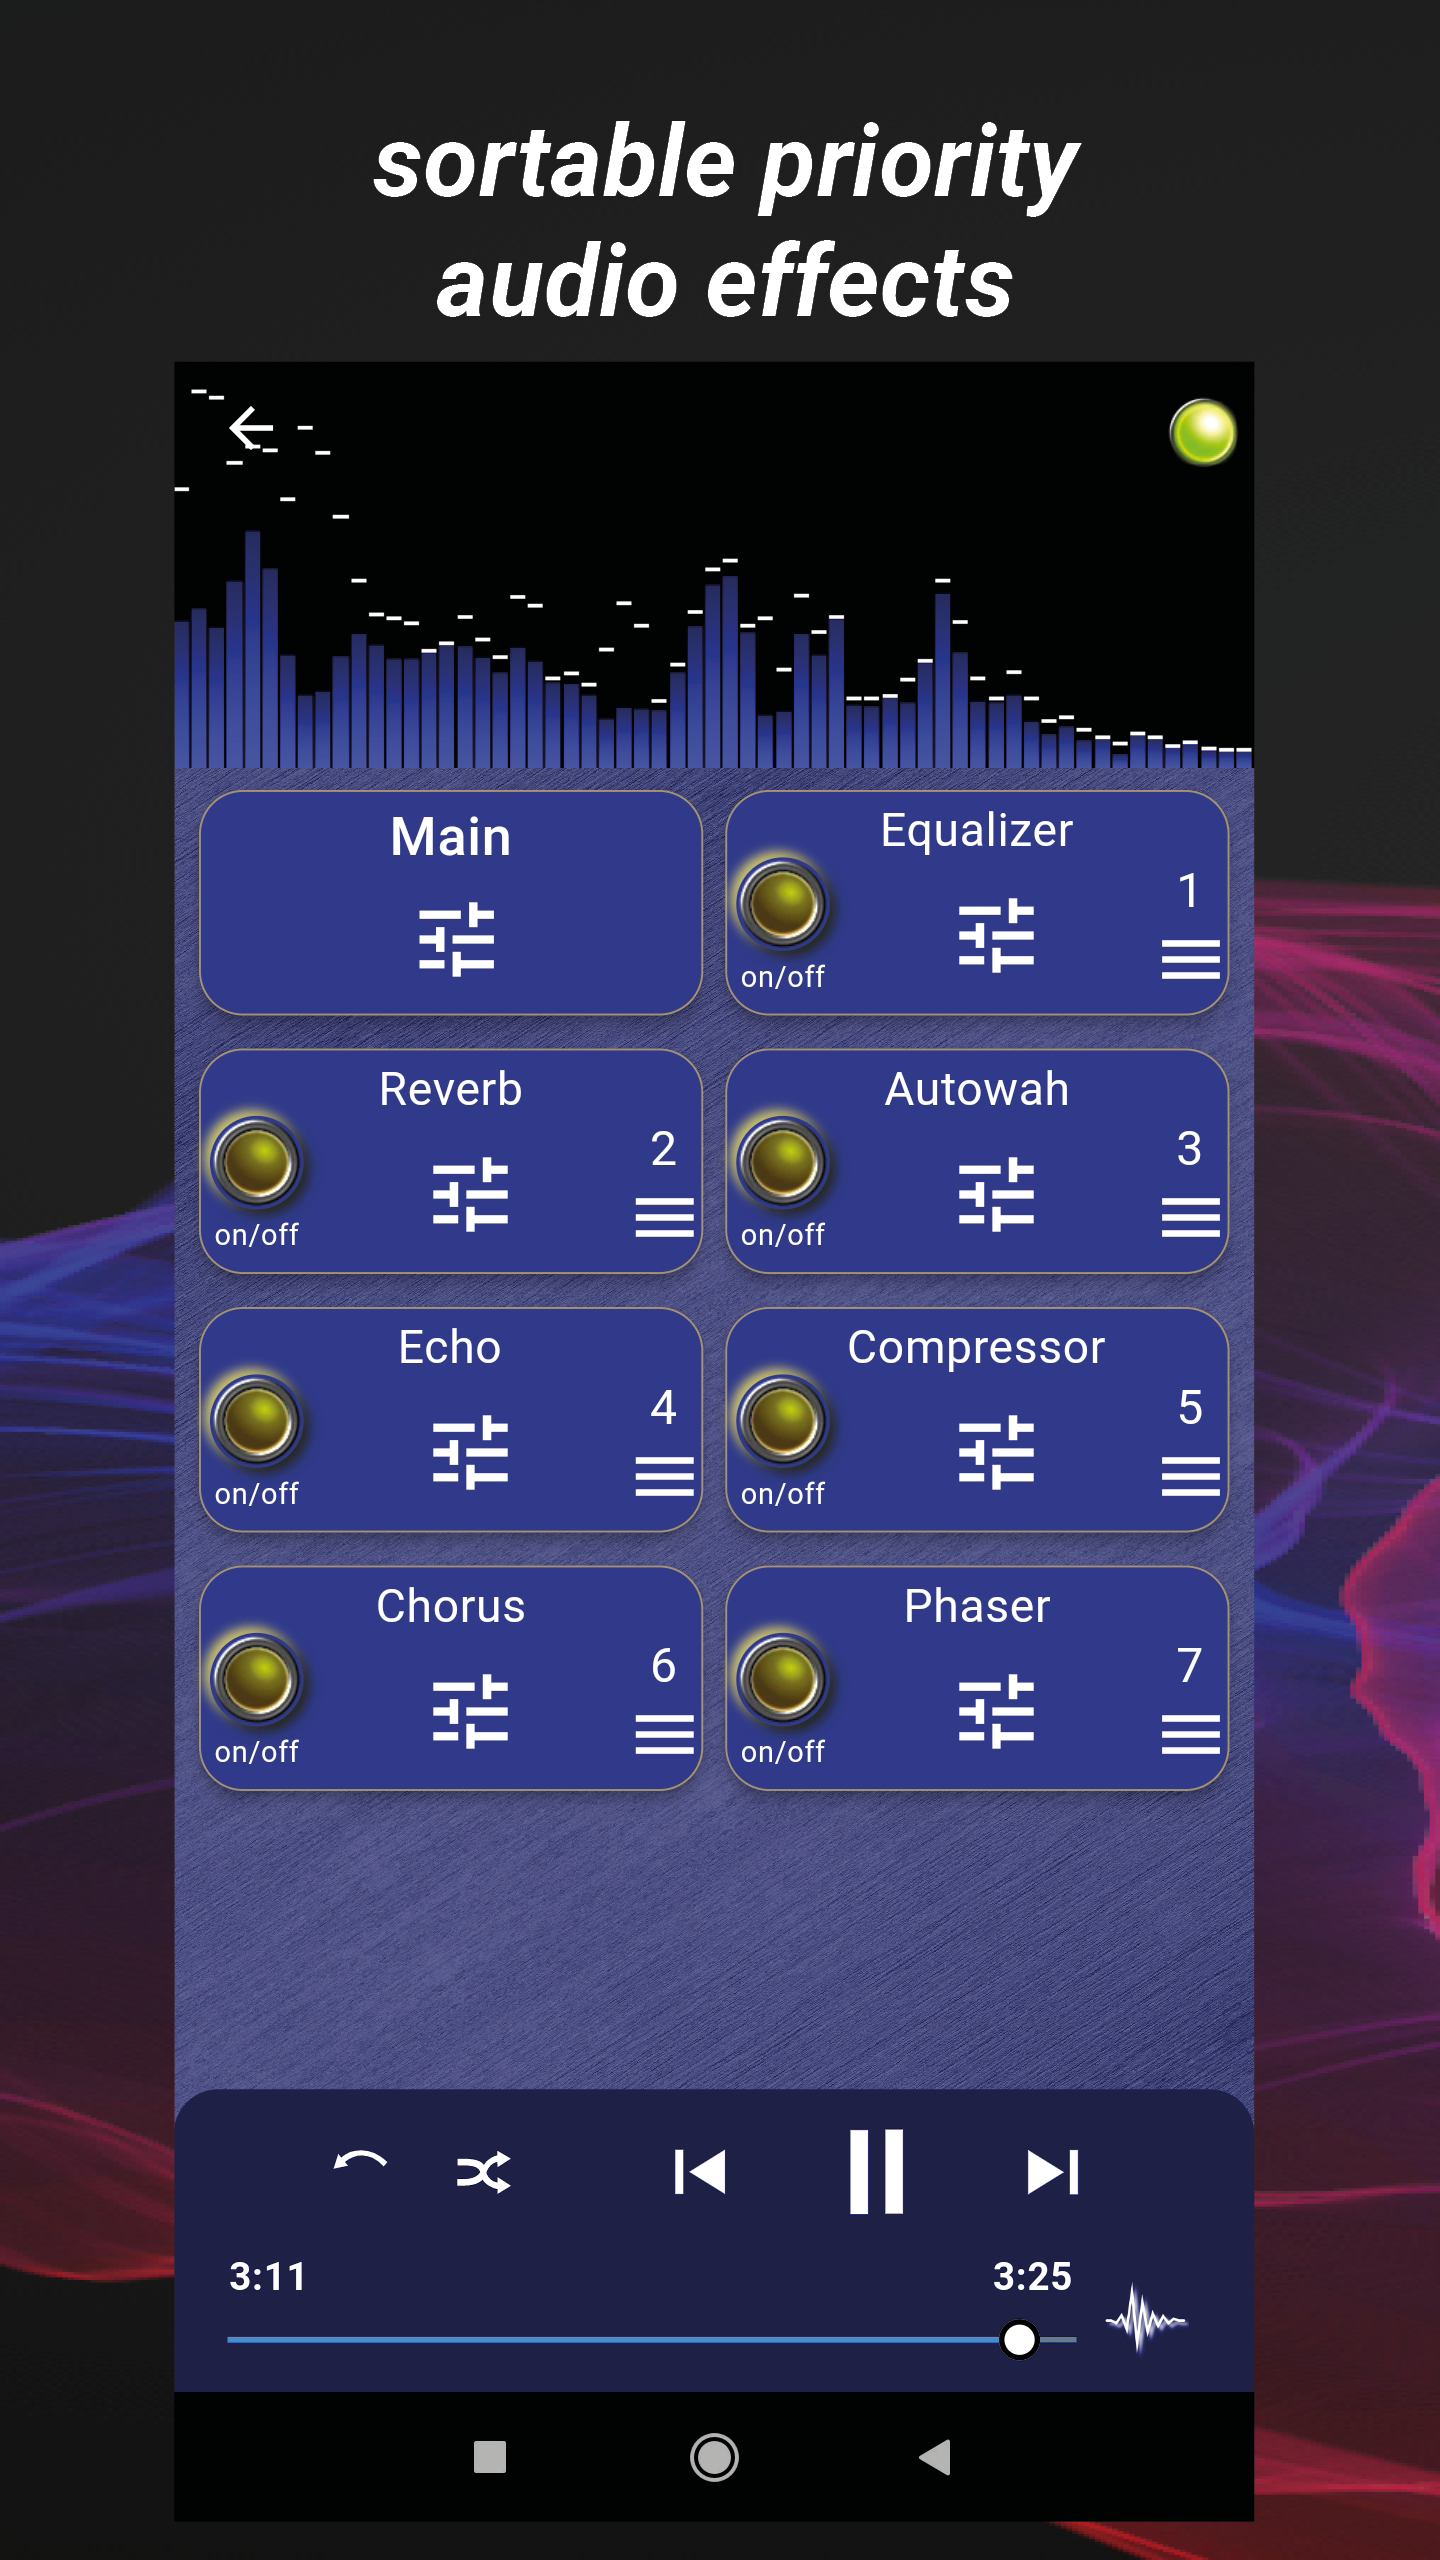 sortable priority
audio effects
Main
Equalizer
1
on/off
Reverb
2
on/off
Autowah
3
on/off
Echo
4
on/off
Compressor
5
on/off
Chorus
6
on/off
Phaser
7
on/off
3:11
3:25